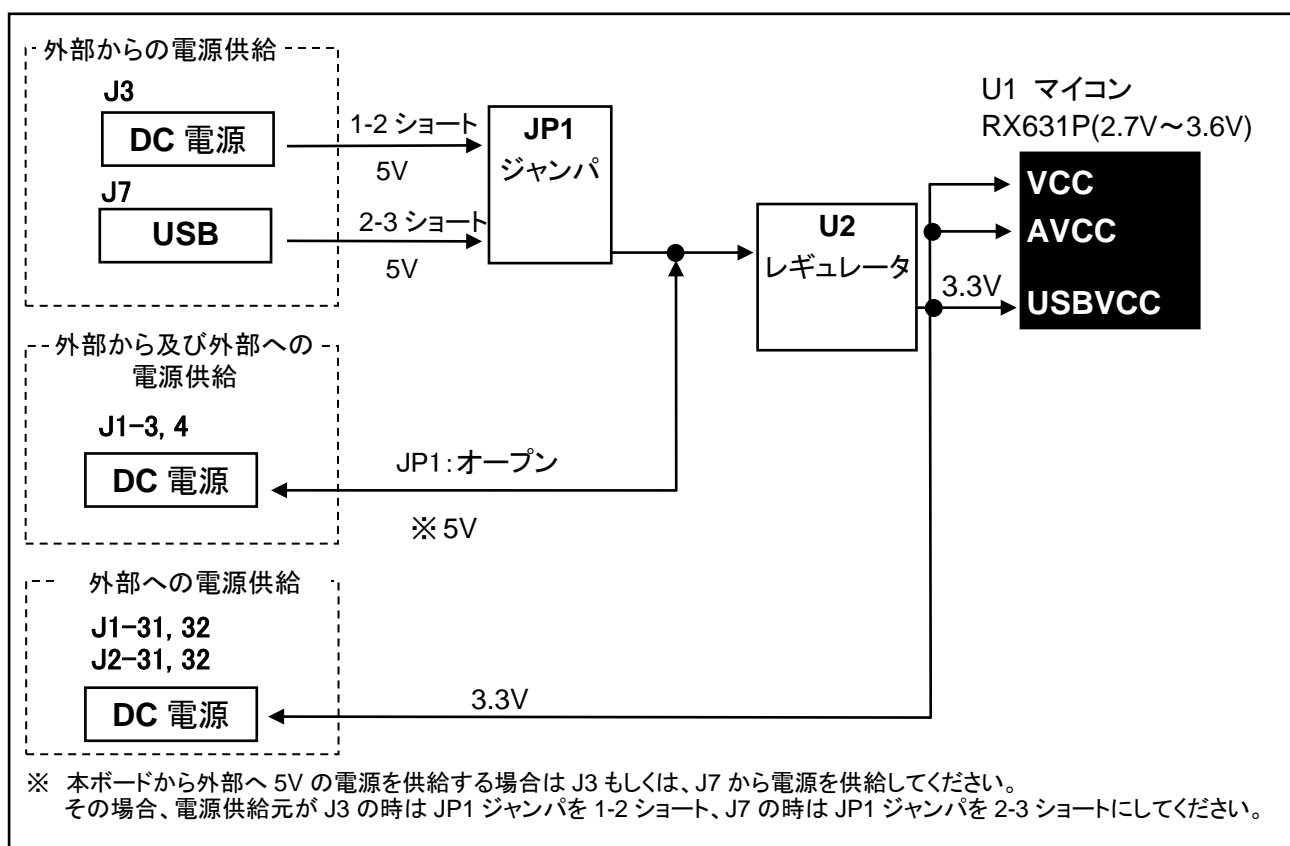 外部からの電源供給
J3
DC 電源
J7
USB
1-2 ショート
5V
2-3 ショート
5V
JP1
ジャンパ
U2
レギュレータ
U1 マイコン
RX631P(2.7V～3.6V)
VCC
AVCC
3.3V
USBVCC
外部から及び外部への
電源供給
J1-3, 4
DC 電源
JP1:オープン
※ 5V
外部への電源供給
J1-31, 32
J2-31, 32
DC 電源
3.3V
※ 本ボードから外部へ 5V の電源を供給する場合は J3 もしくは、J7 から電源を供給してください。
その場合、電源供給元が J3 の時は JP1 ジャンパを 1-2 ショート、J7 の時は JP1 ジャンパを 2-3 ショートにしてください。